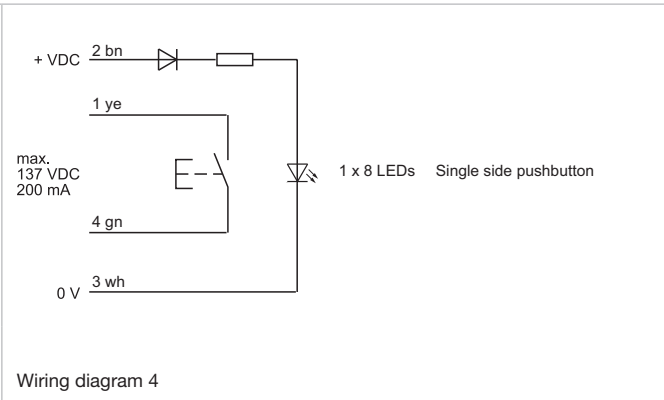 + VDC 2 bn
1 ye
max.
137 VDC
200 mA
1 x 8 LEDs Single side pushbutton
4 gn
0 V 3 wh
Wiring diagram 4